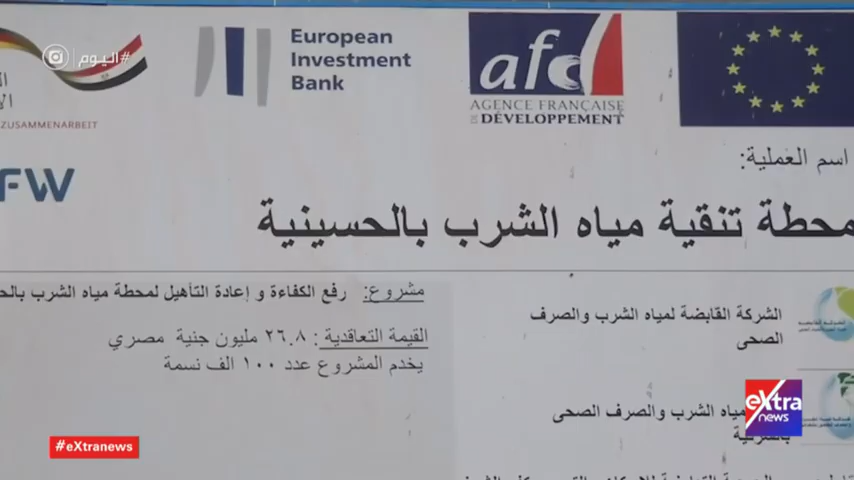 #اليوم
ZUSAMMENARBEIT
FW
European
Investment
Bank
afd
AGENCE FRANÇAISE
DE DÉVELOPPEMENT
اسم العملية:
محطة تنقية مياه الشرب بالحسينية
مشروع: رفع الكفاءة و إعادة التأهيل لمحطة مياه الشرب
القيمة التعاقدية : ٢٦.٨ مليون جنية مصري
يخدم المشروع عدد ١٠٠ الف نسمة
الشركة القابضة لمياه الشرب والصرف
الصحى
مياه الشرب والصرف الصحى
eXtra
news
#eXtranews